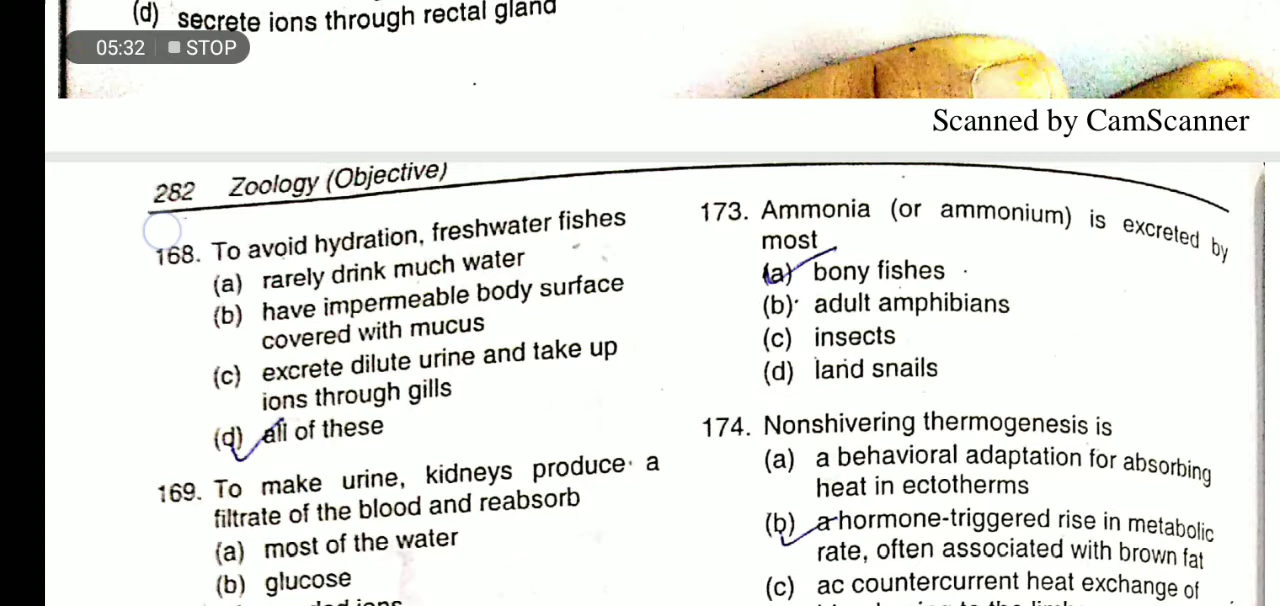 (d) secrete ions through rectal gland
05:32 STOP
Scanned by CamScanner
282 Zoology (Objective)
168. To avoid hydration, freshwater fishes
(a) rarely drink much water
(b) have impermeable body surface
covered with mucus
(c) excrete dilute urine and take up
ions through gills
(d) all of these
169. To make urine, kidneys produce a
filtrate of the blood and reabsorb
(a) most of the water
(b) glucose
173. Ammonia (or ammonium) is excreted by
most
(a) bony fishes
(b) adult amphibians
(c) insects
(d) land snails
174. Nonshivering thermogenesis is
(a) a behavioral adaptation for absorbing
heat in ectotherms
(b) a hormone-triggered rise in metabolic
rate, often associated with brown fat
(c) ac countercurrent heat exchange of